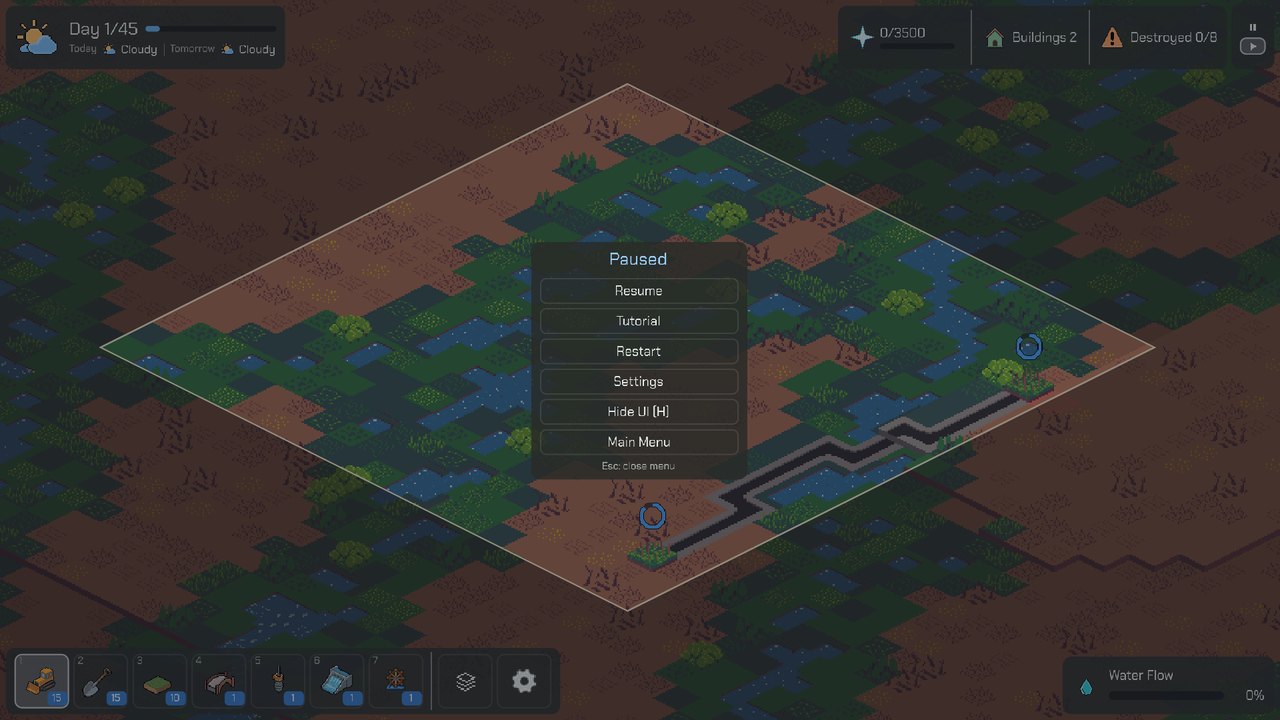 Day 1/45
Today Cloudy | Tomorrow Cloudy
0/3500
Buildings 2
Destroyed 0/8
Paused
Resume
Tutorial
Restart
Settings
Hide UI [H]
Main Menu
Esc: close menu
1 2 3 4 5 6 7
15 15 10 1 1 1 1
Water Flow
0%